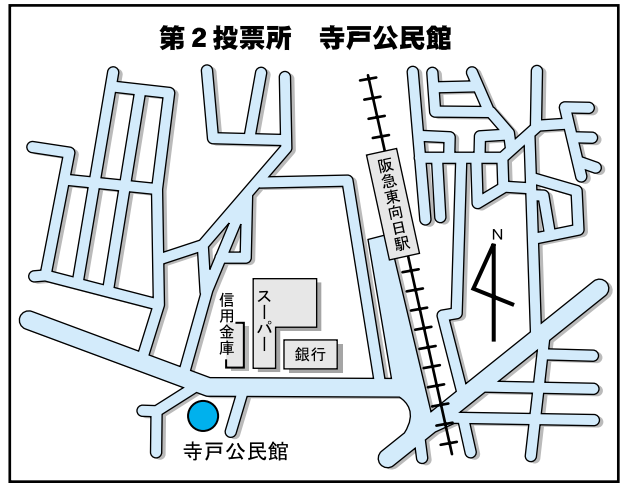 第2投票所　寺戸公民館
阪急東向日駅
N
信用金庫
スーパー
銀行
寺戸公民館